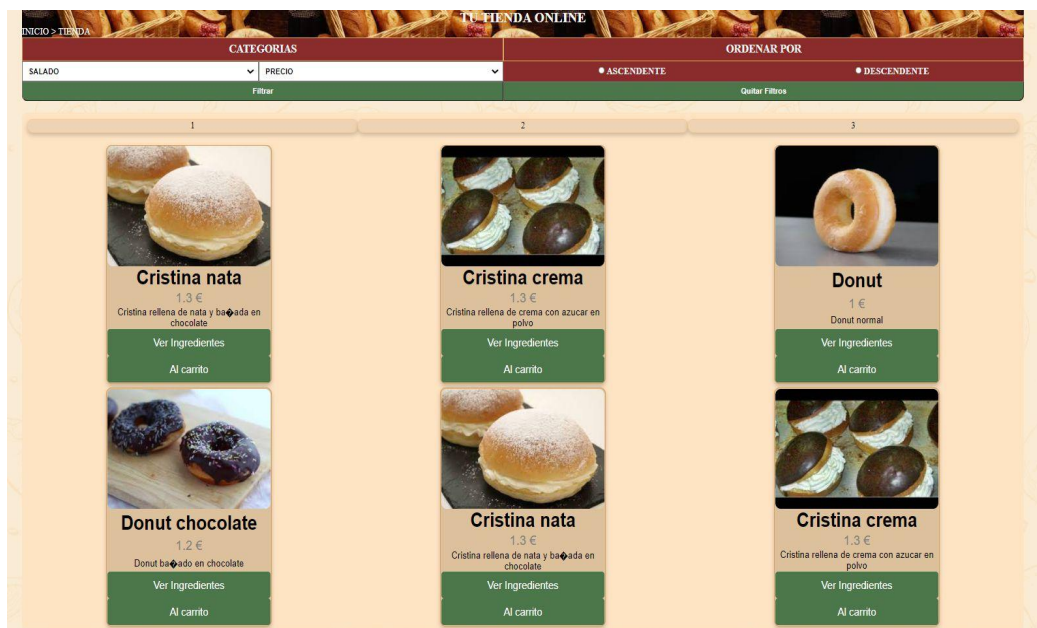 TU TIENDA ONLINE
INICIO > TIENDA
CATEGORIAS
ORDENAR POR
SALADO
PRECIO
ASCENDENTE
DESCENDENTE
Filtrar
Quitar Filtros
1
2
3
Cristina nata
1.3 €
Cristina rellena de nata y ba�ada en
chocolate
Ver Ingredientes
Al carrito
Cristina crema
1.3 €
Cristina rellena de crema con azucar en
polvo
Ver Ingredientes
Al carrito
Donut
1 €
Donut normal
Ver Ingredientes
Al carrito
Donut chocolate
1.2 €
Donut ba�ado en chocolate
Ver Ingredientes
Al carrito
Cristina nata
1.3 €
Cristina rellena de nata y ba�ada en
chocolate
Ver Ingredientes
Al carrito
Cristina crema
1.3 €
Cristina rellena de crema con azucar en
polvo
Ver Ingredientes
Al carrito